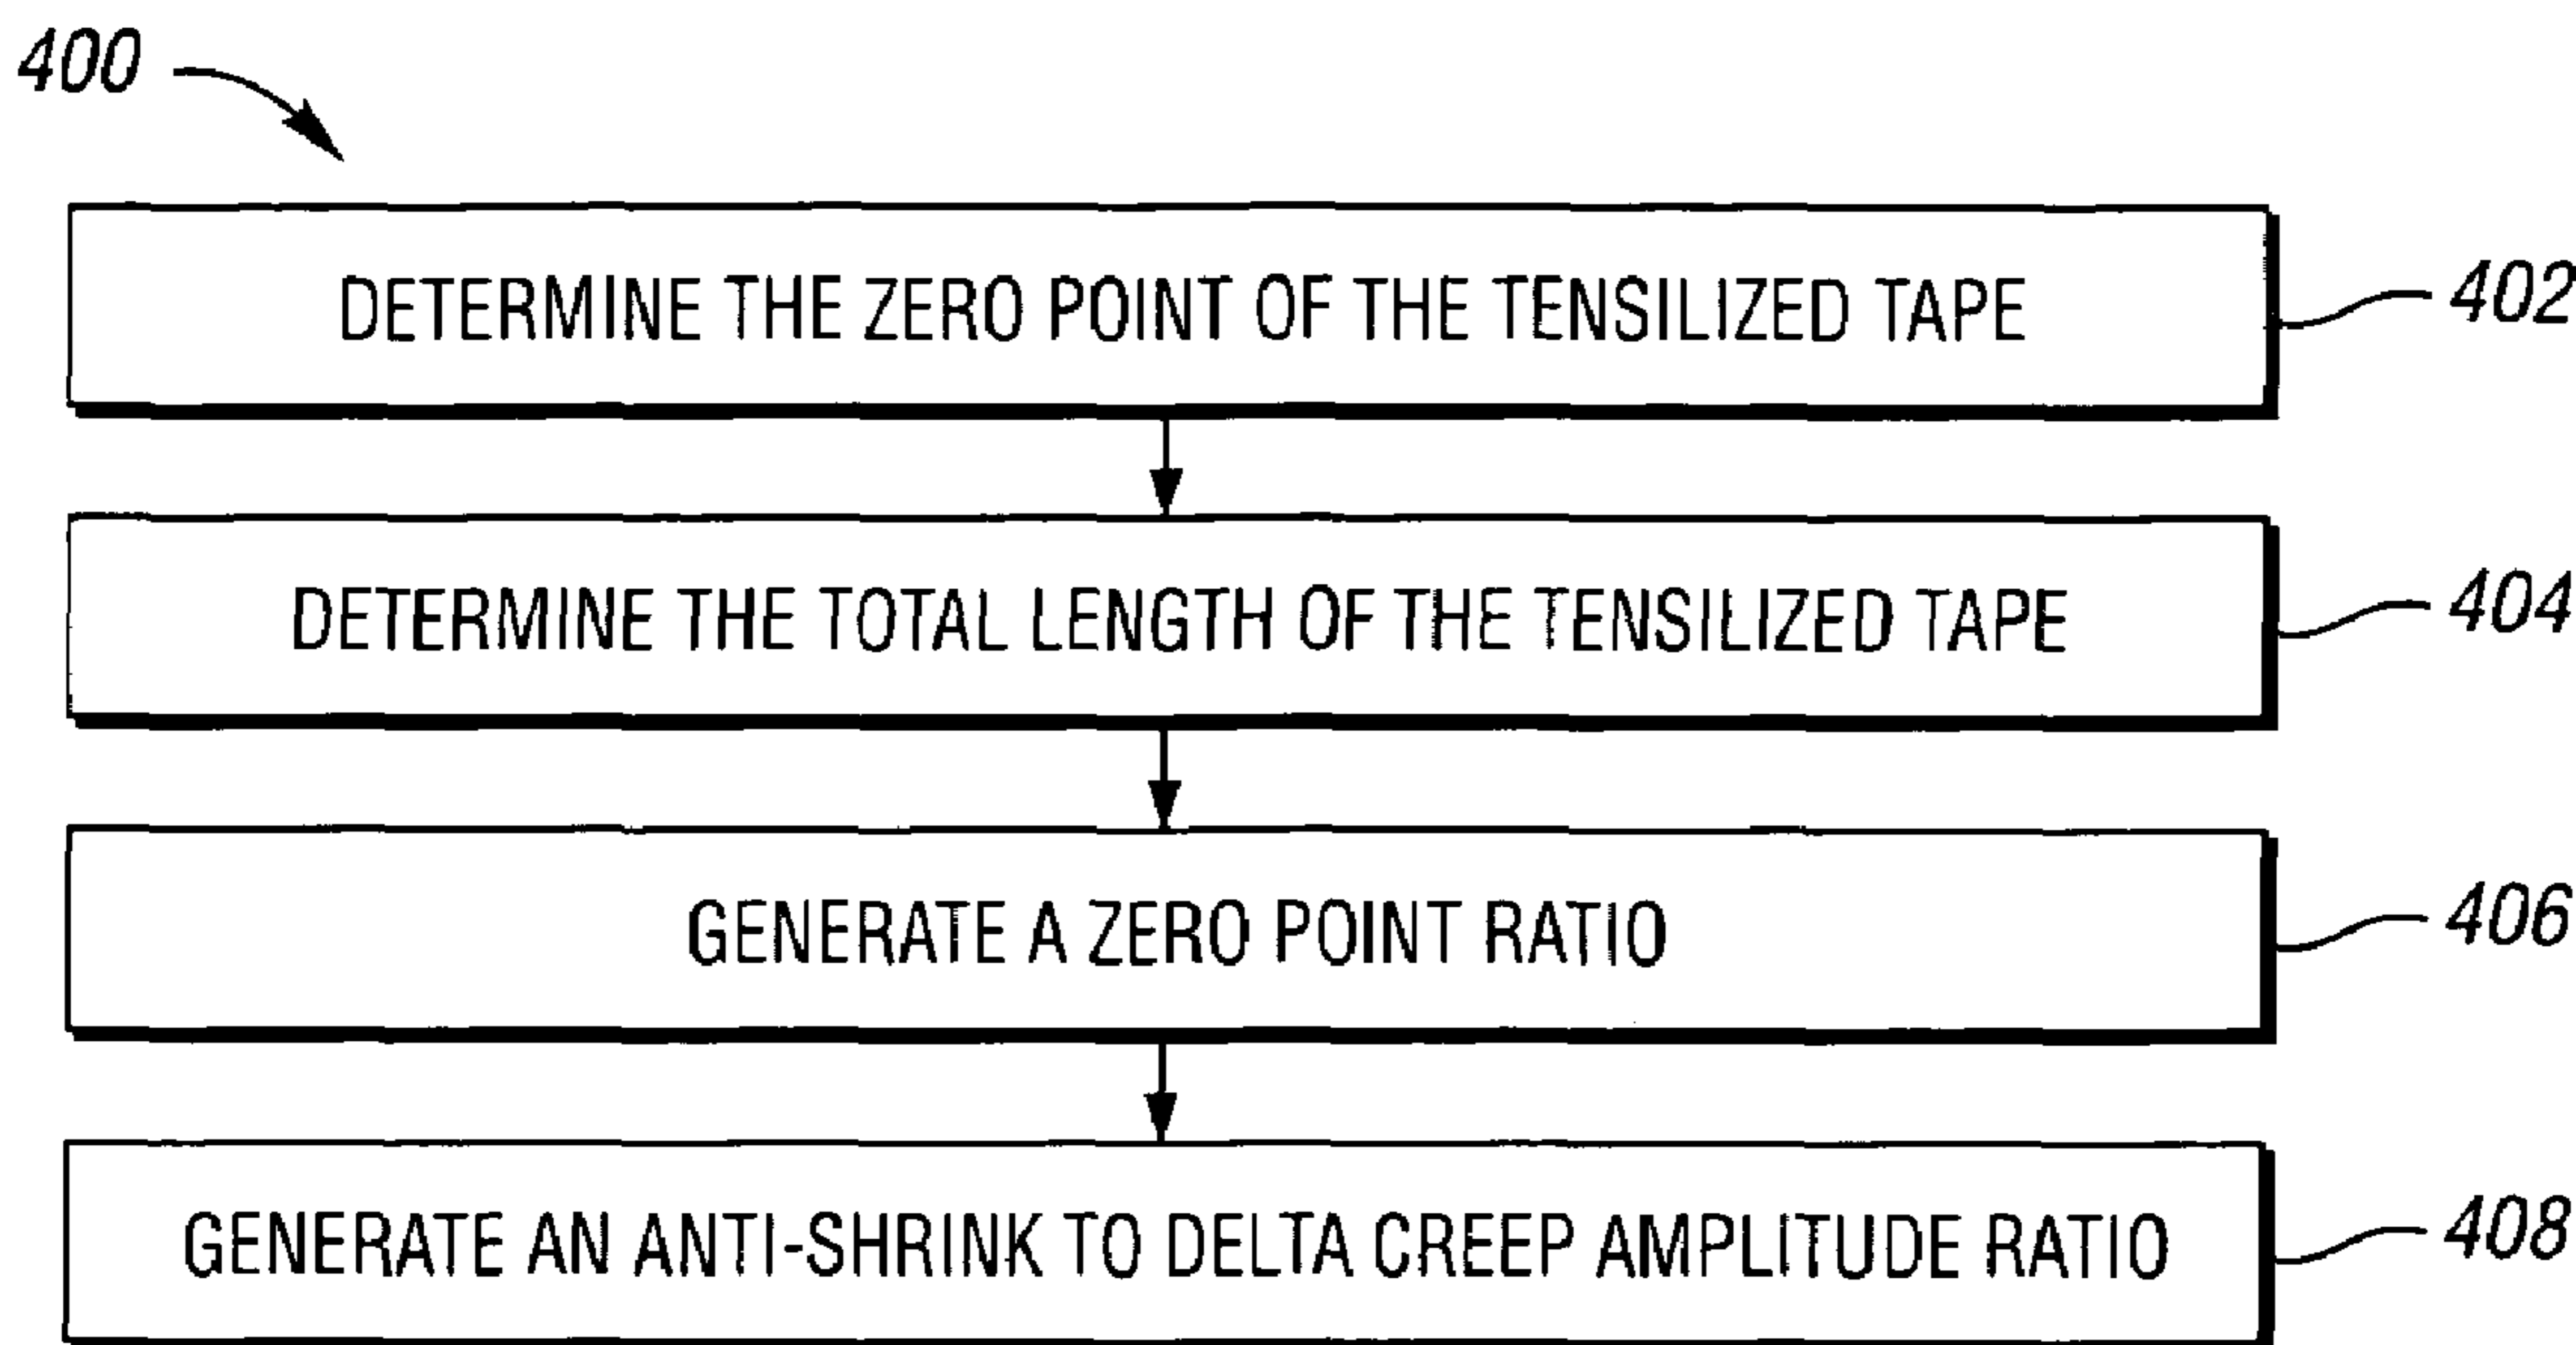 400
DETERMINE THE ZERO POINT OF THE TENSILIZED TAPE
402
DETERMINE THE TOTAL LENGTH OF THE TENSILIZED TAPE
404
GENERATE A ZERO POINT RATIO
406
GENERATE AN ANTI-SHRINK TO DELTA CREEP AMPLITUDE RATIO
408